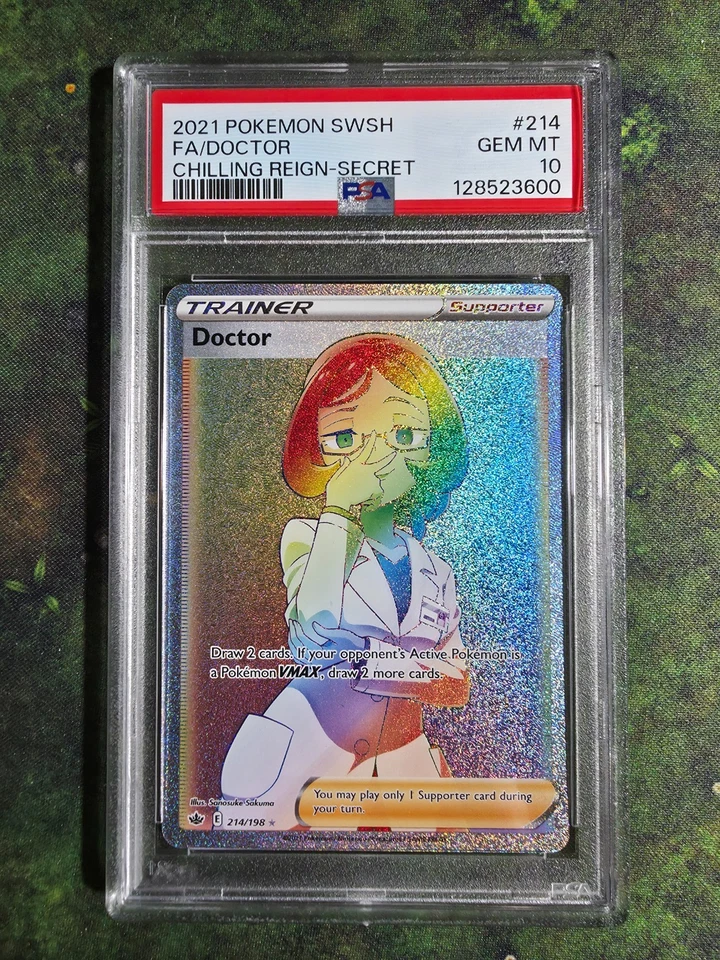 2021 POKEMON SWSH #214
FA/DOCTOR GEM MT
CHILLING REIGN-SECRET 10
PSA 128523600
TRAINER Supporter
Doctor
Draw 2 cards. If your opponent's Active Pokémon is
a Pokémon VMAX, draw 2 more cards.
You may play only 1 Supporter card during
your turn.
Illus. Sanosuke Sakuma
E 214/198
PSA